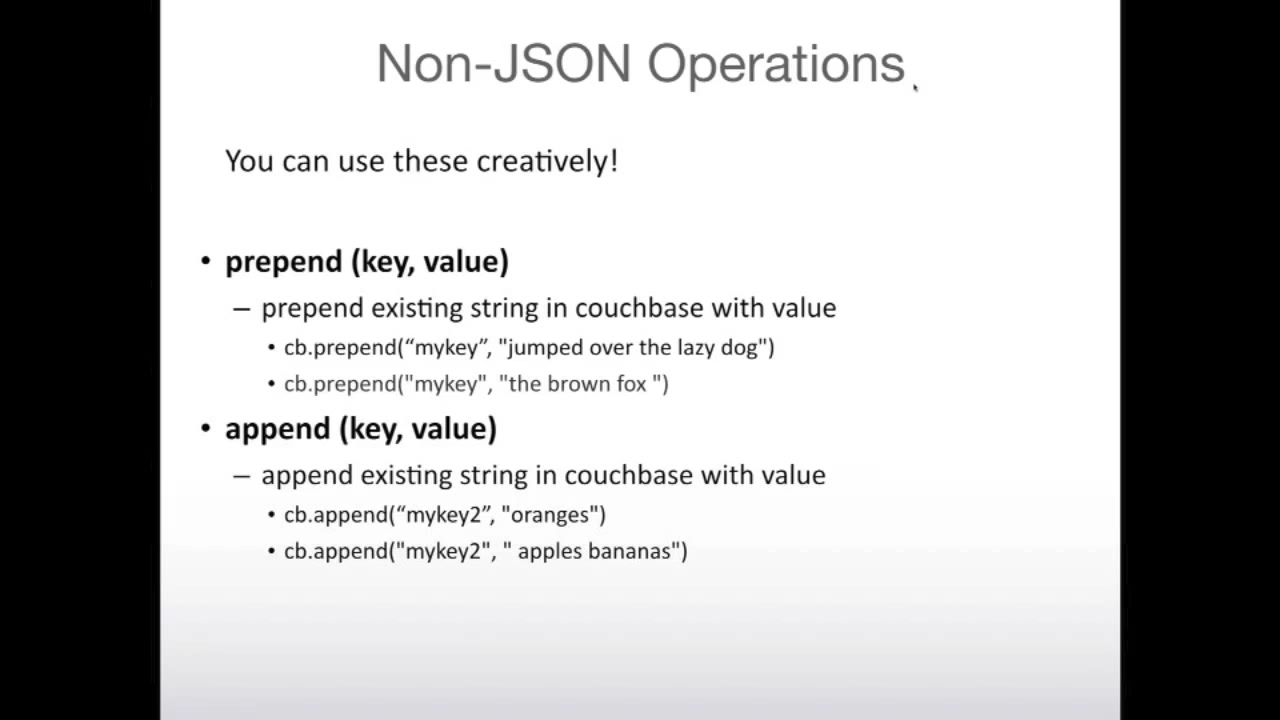 Non-JSON Operations
You can use these creatively!
• prepend (key, value)
– prepend existing string in couchbase with value
• cb.prepend(“mykey”, "jumped over the lazy dog")
• cb.prepend("mykey", "the brown fox ")
• append (key, value)
– append existing string in couchbase with value
• cb.append(“mykey2”, "oranges")
• cb.append("mykey2", " apples bananas")